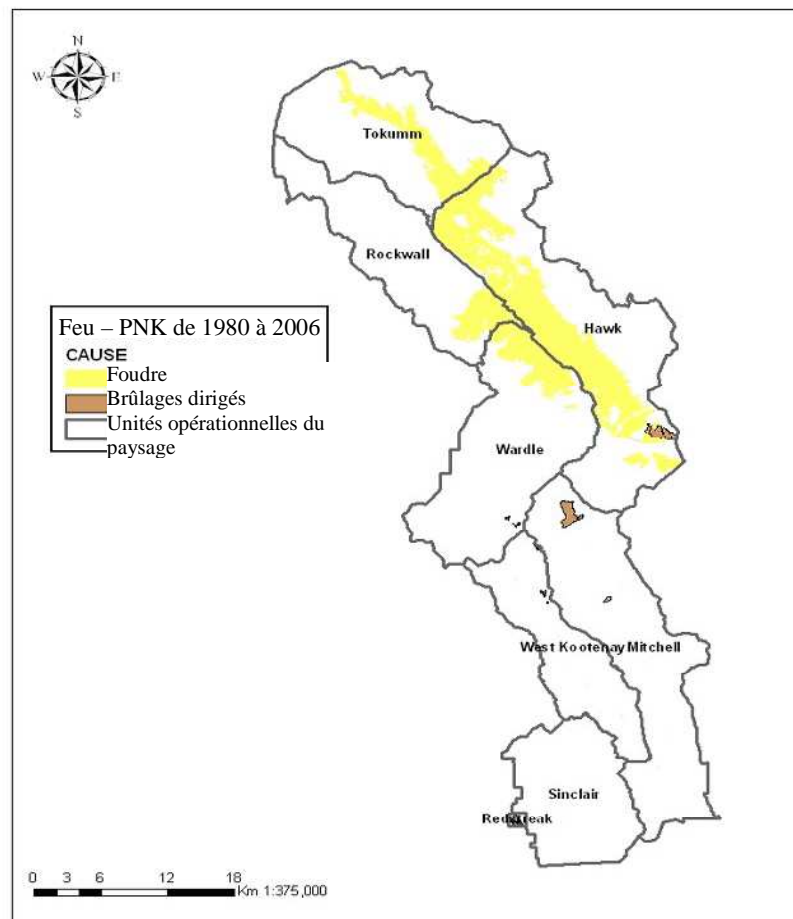 N
W E
S
Tokumm
Rockwall
Hawk
Feu – PNK de 1980 à 2006
CAUSE
Foudre
Brûlages dirigés
Unités opérationnelles du
paysage
Wardle
West Kootenay Mitchell
Sinclair
0 3 6 12 18
Km 1:375,000